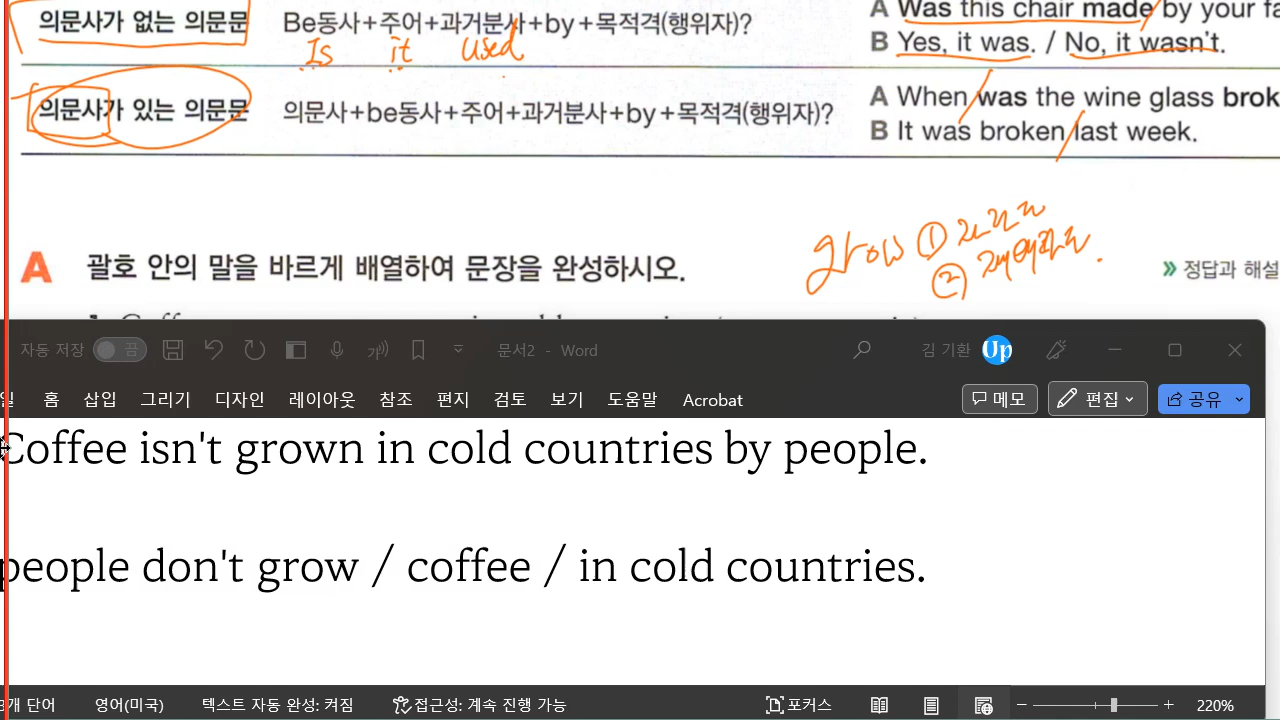 의문사가 없는 의문문 Be동사+주어+과거분사+by+목적격(행위자)? A Was this chair made by your fa
Is it used B Yes, it was. / No, it wasn't.
의문사가 있는 의문문 의문사+be동사+주어+과거분사+by+목적격(행위자)? A When was the wine glass brok
B It was broken last week.
grow ① 자라다
② 재배하다.
A 괄호 안의 말을 바르게 배열하여 문장을 완성하시오. 정답과 해설
자동 저장 끔 문서2 - Word 김 기환 Up
일 홈 삽입 그리기 디자인 레이아웃 참조 편지 검토 보기 도움말 Acrobat 메모 편집 공유
Coffee isn't grown in cold countries by people.
people don't grow / coffee / in cold countries.
개 단어 영어(미국) 텍스트 자동 완성: 켜짐 접근성: 계속 진행 가능 포커스 220%